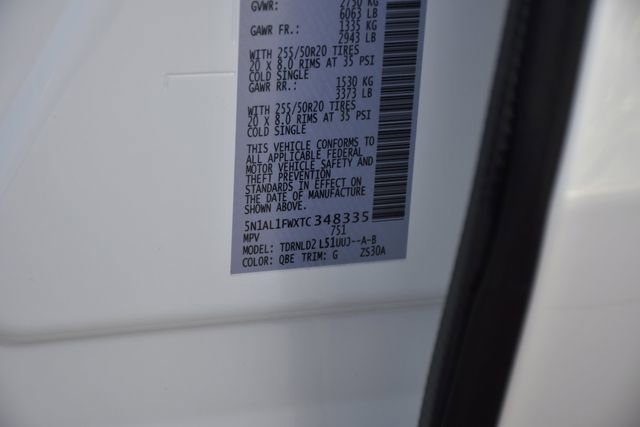 GVWR: 2750 KG
6063 LB
GAWR FR.: 1335 KG
2943 LB
WITH 255/50R20 TIRES
20 X 8.0 RIMS AT 35 PSI
COLD SINGLE
GAWR RR.: 1530 KG
3373 LB
WITH 255/50R20 TIRES
20 X 8.0 RIMS AT 35 PSI
COLD SINGLE
THIS VEHICLE CONFORMS TO
ALL APPLICABLE FEDERAL
MOTOR VEHICLE SAFETY AND
THEFT PREVENTION
STANDARDS IN EFFECT ON
THE DATE OF MANUFACTURE
SHOWN ABOVE.
5N1AL1FWXTC348335
MPV 751
MODEL: TDRNLD2 L51UUJ--A-B
COLOR: QBE TRIM: G ZS30A